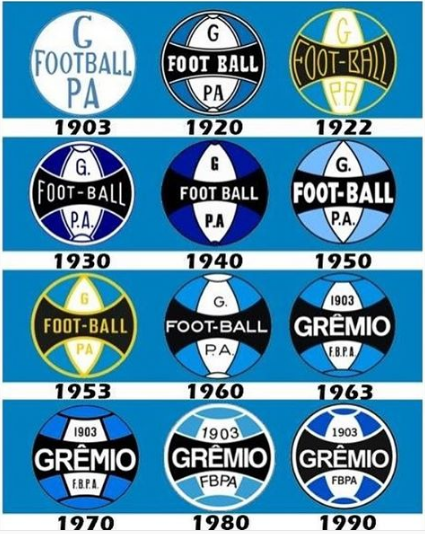 G
FOOTBALL
PA
1903
G
FOOT BALL
PA
1920
G
FOOT-BALL
PA
1922
G.
FOOT-BALL
P.A.
1930
G
FOOT BALL
P.A
1940
G.
FOOT-BALL
P.A.
1950
G
FOOT-BALL
PA
1953
G.
FOOT-BALL
P.A.
1960
1903
GRÊMIO
F.B.P.A.
1963
1903
GRÊMIO
F.B.P.A.
1970
1903
GRÊMIO
FBPA
1980
1903
GRÊMIO
FBPA
1990